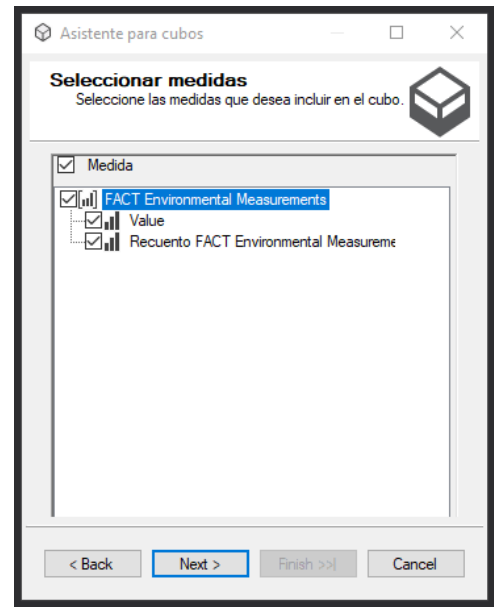 Asistente para cubos
Seleccionar medidas
Seleccione las medidas que desea incluir en el cubo.
Medida
FACT Environmental Measurements
Value
Recuento FACT Environmental Measureme
< Back
Next >
Finish >>|
Cancel